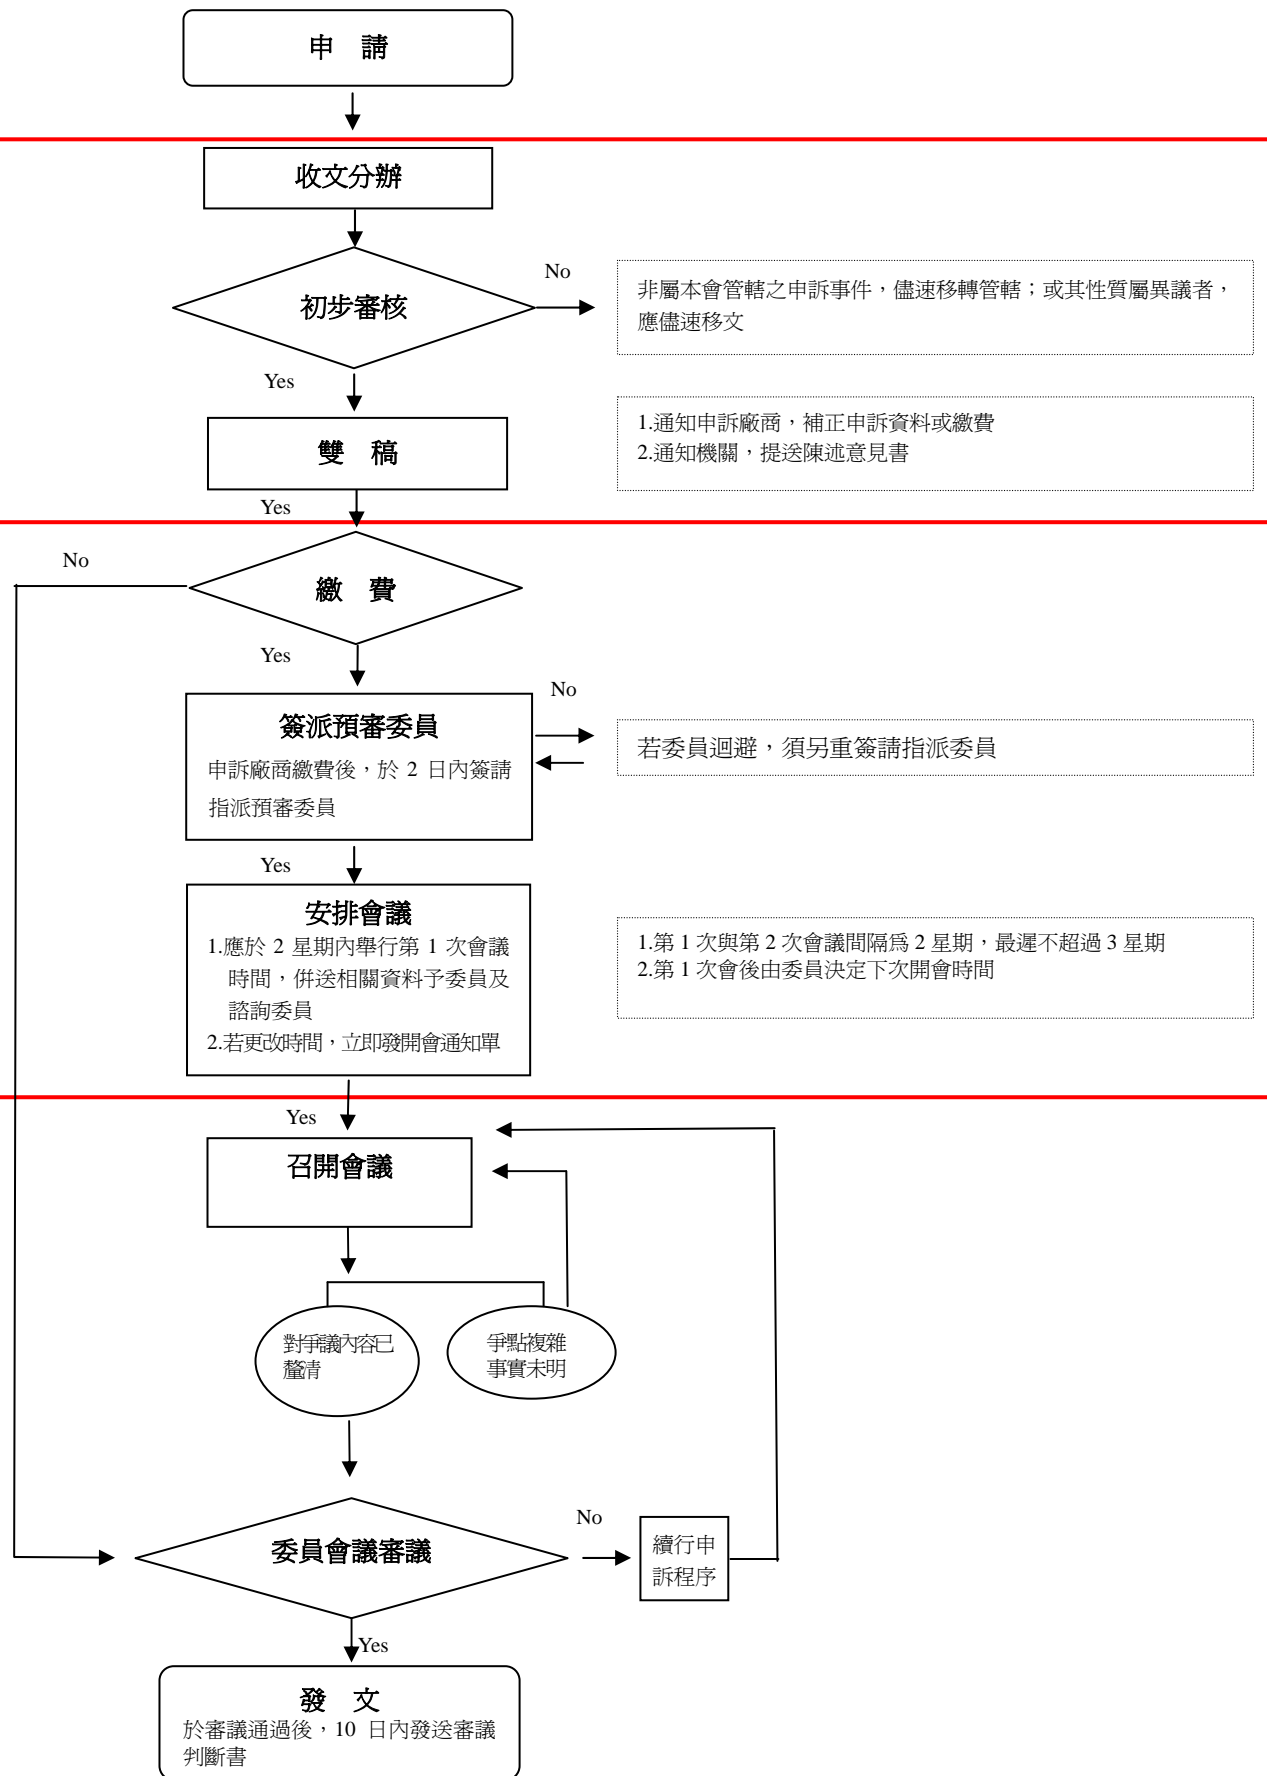 申 請
收文分辦
初步審核
No
非屬本會管轄之申訴事件，儘速移轉管轄；或其性質屬異議者，
應儘速移文
Yes
雙 稿
1.通知申訴廠商，補正申訴資料或繳費
2.通知機關，提送陳述意見書
Yes
No
繳 費
Yes
No
簽派預審委員
申訴廠商繳費後，於 2 日內簽請
指派預審委員
若委員迴避，須另重簽請指派委員
Yes
安排會議
1.應於 2 星期內舉行第 1 次會議
時間，併送相關資料予委員及
諮詢委員
2.若更改時間，立即發開會通知單
1.第 1 次與第 2 次會議間隔為 2 星期，最遲不超過 3 星期
2.第 1 次會後由委員決定下次開會時間
Yes
召開會議
對爭議內容已
釐清
爭點複雜
事實未明
委員會議審議
No
續行申
訴程序
Yes
發 文
於審議通過後，10 日內發送審議
判斷書